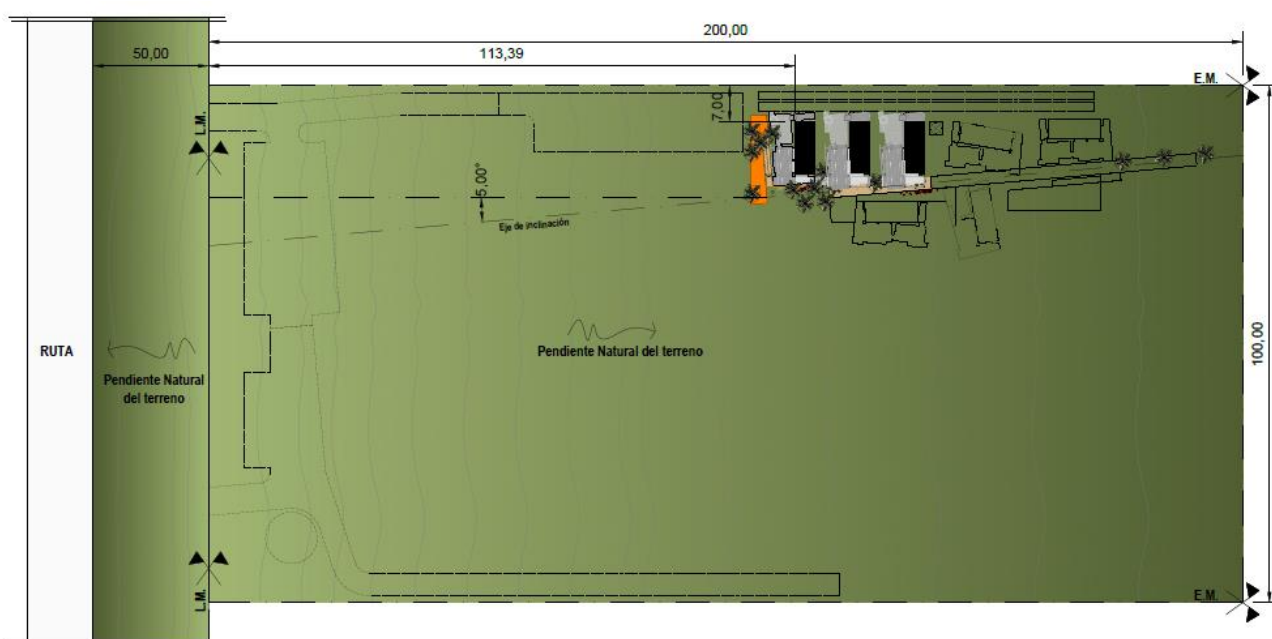 200,00
50,00
113,39
E.M.
7,00
L.M.
5,00°
Eje de inclinación
RUTA
Pendiente Natural
del terreno
Pendiente Natural del terreno
100,00
L.M.
E.M.